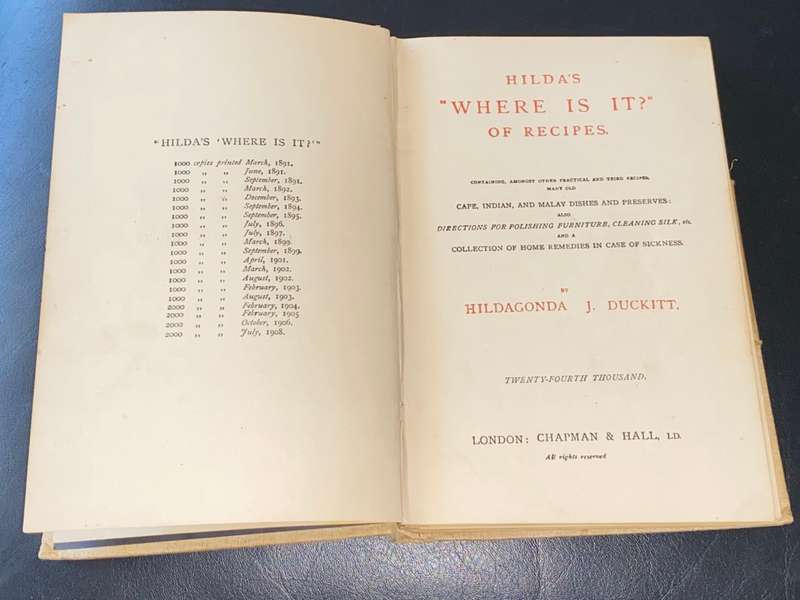 "HILDA'S 'WHERE IS IT?'"
1000 copies printed March, 1891.
1000 „ „ June, 1891.
1000 „ „ September, 1891.
1000 „ „ March, 1892.
1000 „ „ December, 1893.
1000 „ „ September, 1894.
1000 „ „ September, 1895.
1000 „ „ July, 1896.
1000 „ „ July, 1897.
1000 „ „ March, 1899.
1000 „ „ September, 1899.
1000 „ „ April, 1901.
1000 „ „ March, 1902.
1000 „ „ August, 1902.
1000 „ „ February, 1903.
1000 „ „ August, 1903.
2000 „ „ February, 1904.
2000 „ „ February, 1905
2000 „ „ October, 1906.
2000 „ „ July, 1908.
HILDA'S
"WHERE IS IT?"
OF RECIPES.
CONTAINING, AMONGST OTHER PRACTICAL AND TRIED RECIPES,
MANY OLD
CAPE, INDIAN, AND MALAY DISHES AND PRESERVES:
ALSO
DIRECTIONS FOR POLISHING FURNITURE, CLEANING SILK, etc.
AND A
COLLECTION OF HOME REMEDIES IN CASE OF SICKNESS.
BY
HILDAGONDA J. DUCKITT.
TWENTY-FOURTH THOUSAND.
LONDON: CHAPMAN & HALL, LD.
All rights reserved